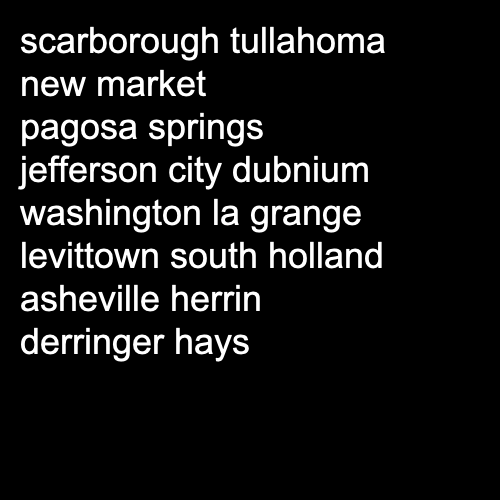 scarborough tullahoma
new market
pagosa springs
jefferson city dubnium
washington la grange
levittown south holland
asheville herrin
derringer hays